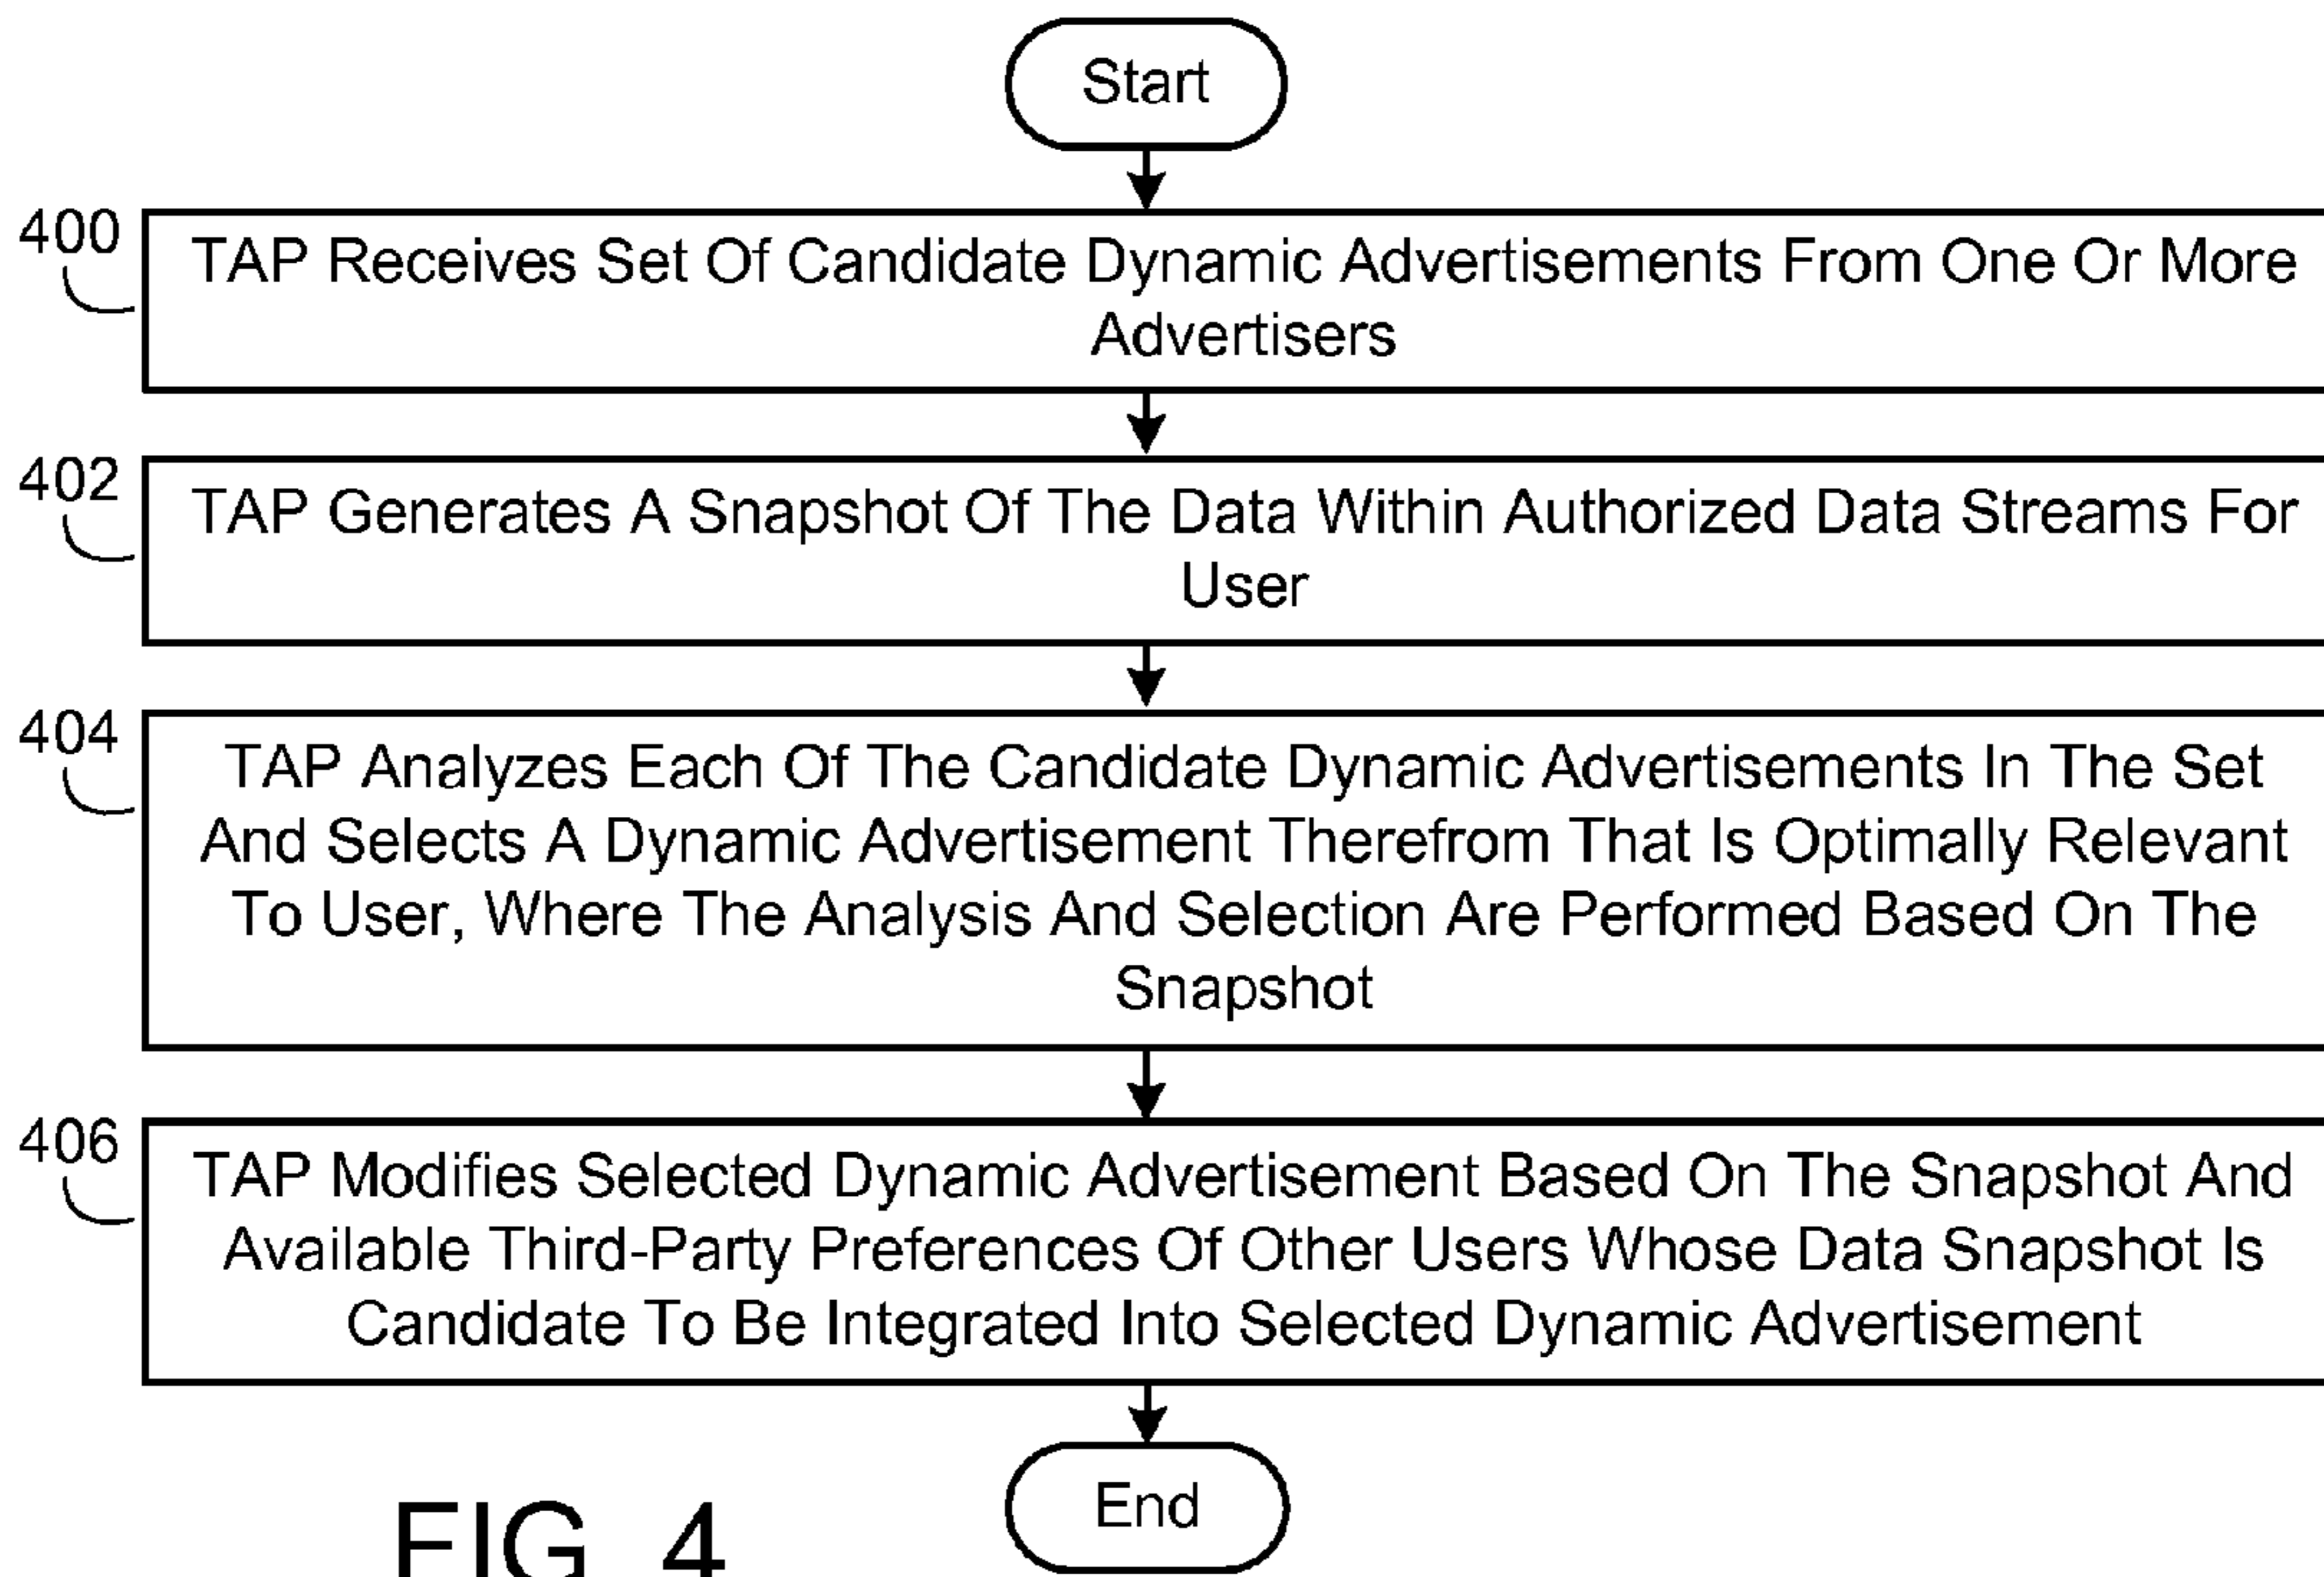 Start
400
TAP Receives Set Of Candidate Dynamic Advertisements From One Or More
Advertisers
402
TAP Generates A Snapshot Of The Data Within Authorized Data Streams For
User
404
TAP Analyzes Each Of The Candidate Dynamic Advertisements In The Set
And Selects A Dynamic Advertisement Therefrom That Is Optimally Relevant
To User, Where The Analysis And Selection Are Performed Based On The
Snapshot
406
TAP Modifies Selected Dynamic Advertisement Based On The Snapshot And
Available Third-Party Preferences Of Other Users Whose Data Snapshot Is
Candidate To Be Integrated Into Selected Dynamic Advertisement
End
FIG 4